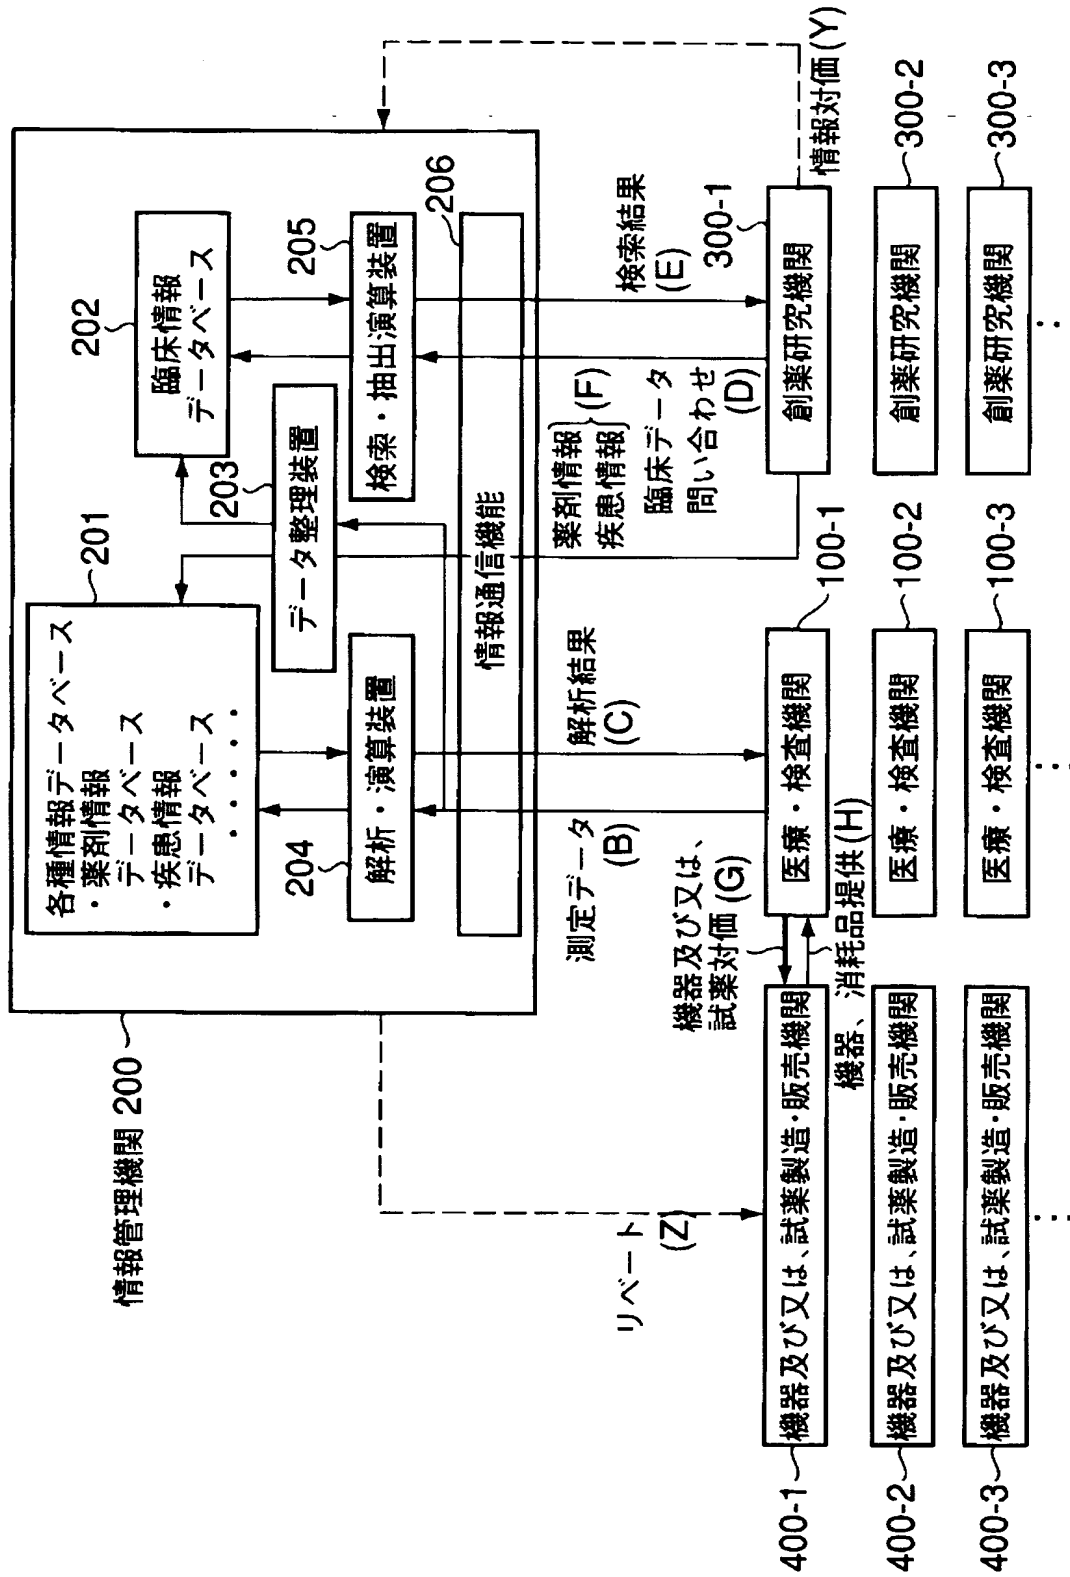 情報管理機関 200
各種情報データベース
・薬剤情報
データベース
・疾患情報
データベース
・・・・・
201
臨床情報
データベース
202
データ整理装置
203
解析・演算装置
204
検索・抽出演算装置
205
情報通信機能
206
リベート
(Z)
測定データ
(B)
解析結果
(C)
薬剤情報
疾患情報
(F)
臨床データ
問い合わせ
(D)
検索結果
(E)
情報対価(Y)
機器及び又は、
試薬対価(G)
機器、消耗品提供(H)
400-1
機器及び又は、試薬製造・販売機関
医療・検査機関
100-1
創薬研究機関
300-1
400-2
機器及び又は、試薬製造・販売機関
医療・検査機関
100-2
創薬研究機関
300-2
400-3
機器及び又は、試薬製造・販売機関
医療・検査機関
100-3
創薬研究機関
300-3